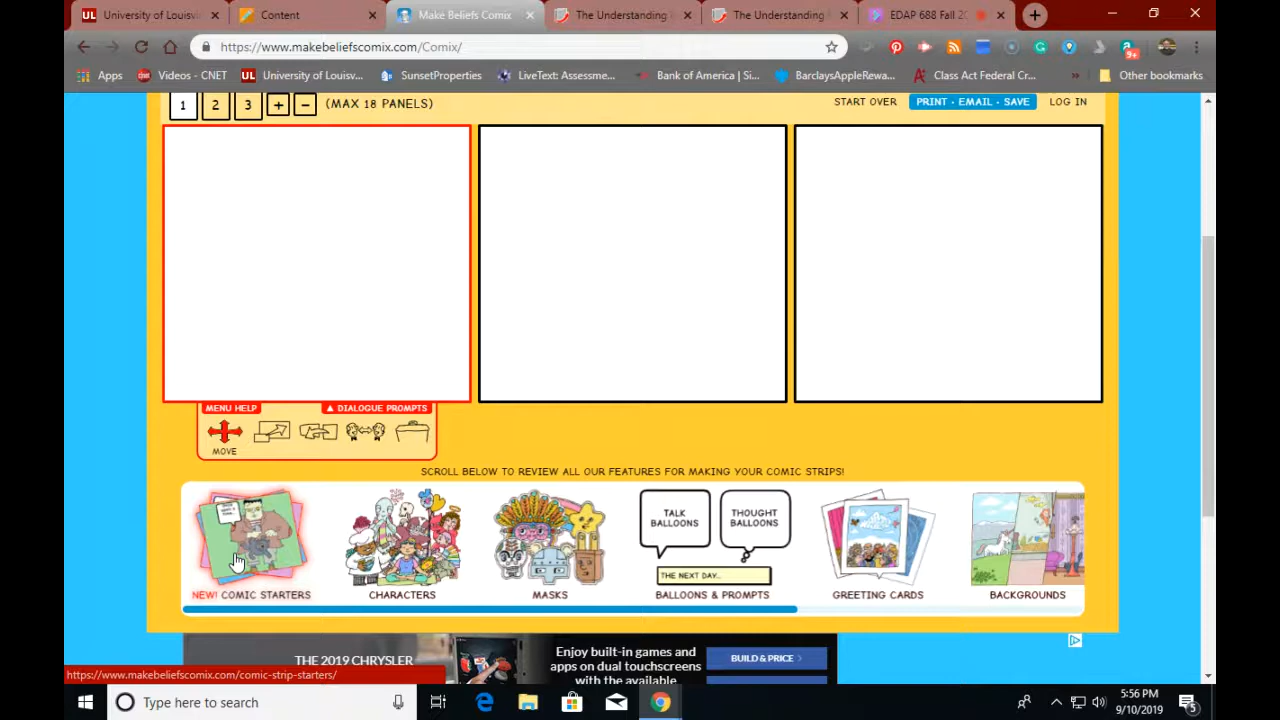 University of Louisvi
Content
Make Beliefs Comix
The Understanding
The Understanding
EDAP 688 Fall 20
https://www.makebeliefscomix.com/Comix/
9+
Apps
Videos - CNET
University of Louisv...
SunsetProperties
LiveText: Assessme...
Bank of America | Si...
BarclaysAppleRewa...
Class Act Federal Cr...
»
Other bookmarks
1 2 3 + − (MAX 18 PANELS)
START OVER
PRINT · EMAIL · SAVE
LOG IN
MENU HELP
▲ DIALOGUE PROMPTS
MOVE
SCROLL BELOW TO REVIEW ALL OUR FEATURES FOR MAKING YOUR COMIC STRIPS!
TALK
BALLOONS
THOUGHT
BALLOONS
THE NEXT DAY...
NEW! COMIC STARTERS
CHARACTERS
MASKS
BALLOONS & PROMPTS
GREETING CARDS
BACKGROUNDS
THE 2019 CHRYSLER
Enjoy built-in games and
apps on dual touchscreens
with the available
BUILD & PRICE >
https://www.makebeliefscomix.com/comic-strip-starters/
Type here to search
5:56 PM
9/10/2019
5